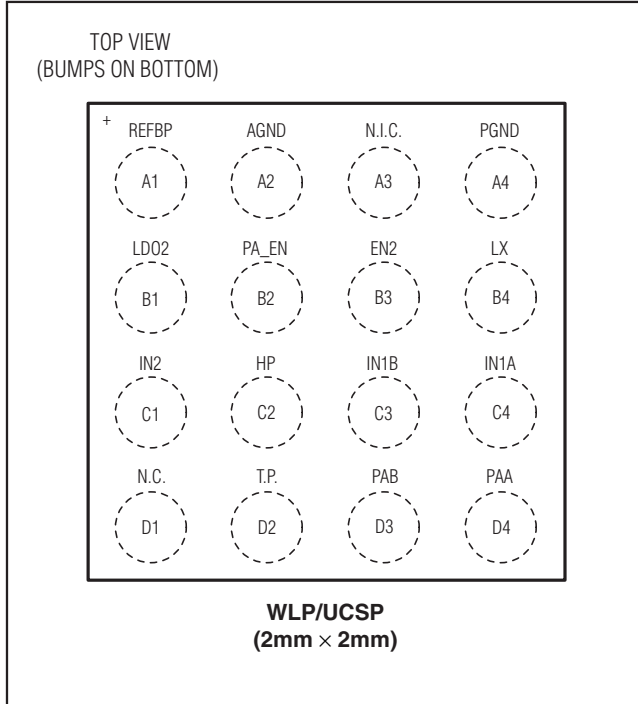 TOP VIEW
(BUMPS ON BOTTOM)
+ REFBP AGND N.I.C. PGND
A1 A2 A3 A4
LDO2 PA_EN EN2 LX
B1 B2 B3 B4
IN2 HP IN1B IN1A
C1 C2 C3 C4
N.C. T.P. PAB PAA
D1 D2 D3 D4
WLP/UCSP
(2mm × 2mm)